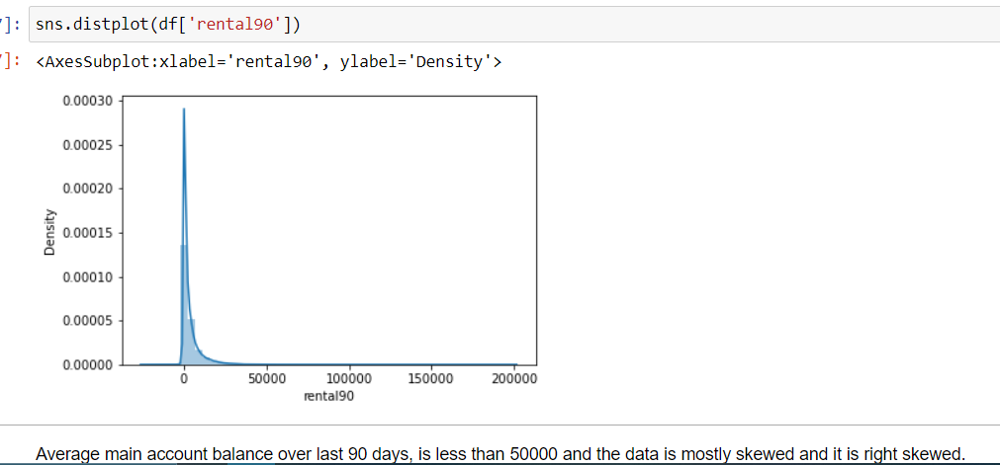 ]: sns.distplot(df['rental90'])
]: <AxesSubplot:xlabel='rental90', ylabel='Density'>
0.00030
0.00025
0.00020
0.00015
0.00010
0.00005
0.00000
Density
0 50000 100000 150000 200000
rental90
Average main account balance over last 90 days, is less than 50000 and the data is mostly skewed and it is right skewed.